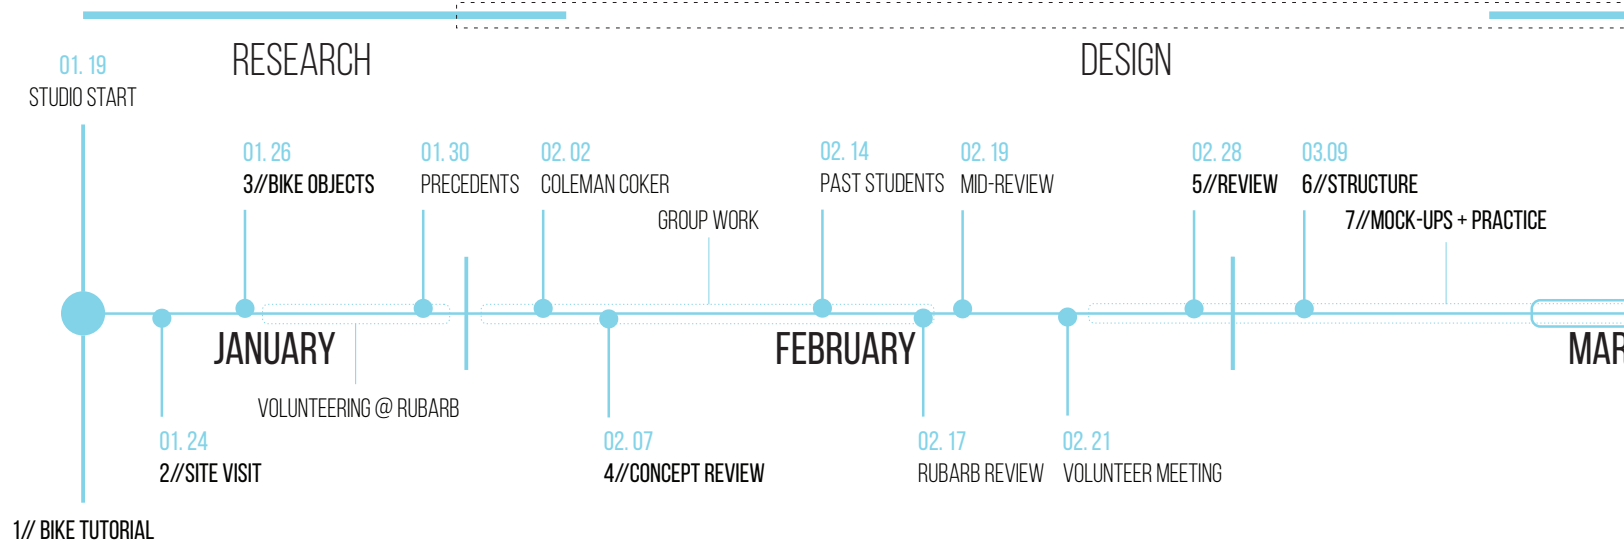 RESEARCH
DESIGN
01. 19
STUDIO START
01. 26
3//BIKE OBJECTS
01. 30
PRECEDENTS
02. 02
COLEMAN COKER
GROUP WORK
02. 14
PAST STUDENTS
02. 19
MID-REVIEW
02. 28
5//REVIEW
03.09
6//STRUCTURE
7//MOCK-UPS + PRACTICE
JANUARY
FEBRUARY
MAR
VOLUNTEERING @ RUBARB
01. 24
2//SITE VISIT
02. 07
4//CONCEPT REVIEW
02. 17
RUBARB REVIEW
02. 21
VOLUNTEER MEETING
1// BIKE TUTORIAL